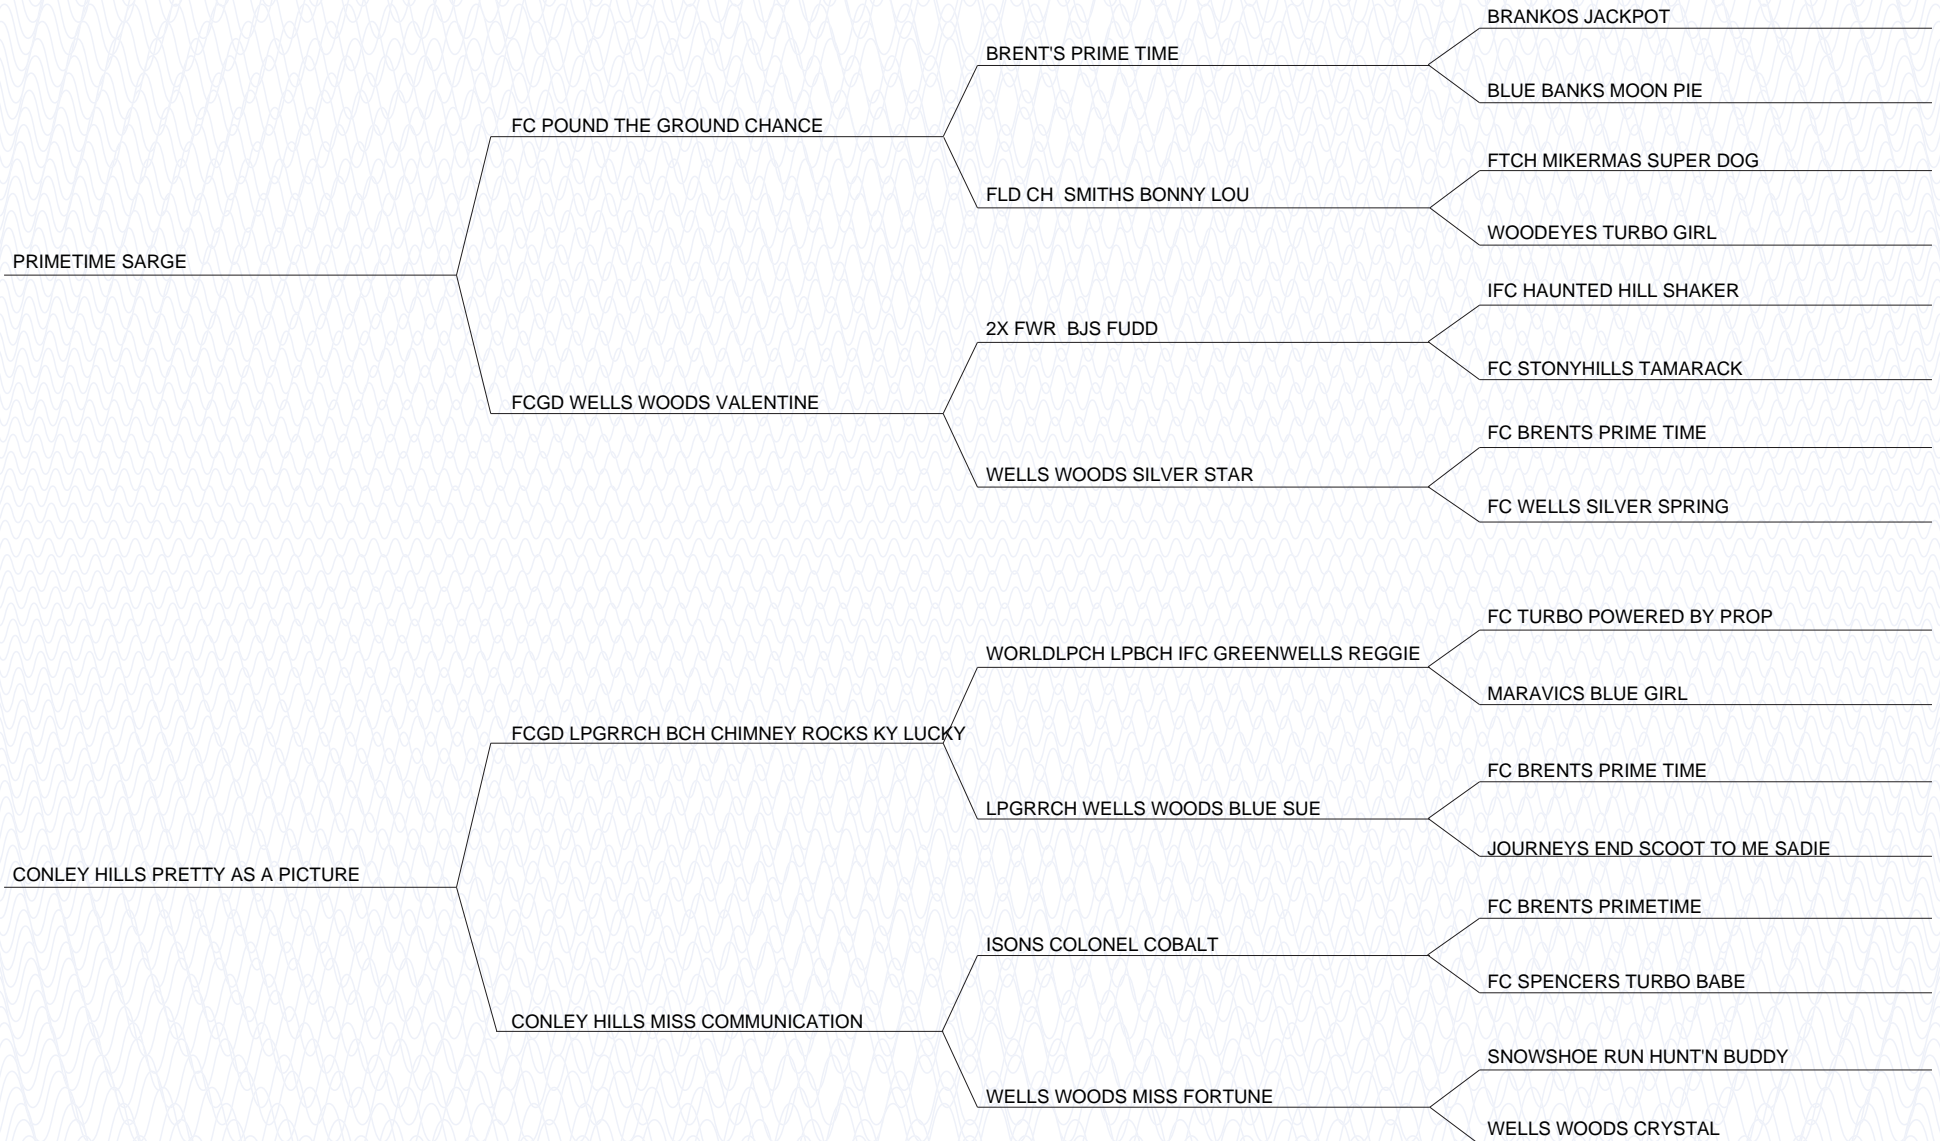 BRANKOS JACKPOT
BRENT'S PRIME TIME
BLUE BANKS MOON PIE
FC POUND THE GROUND CHANCE
FTCH MIKERMAS SUPER DOG
FLD CH  SMITHS BONNY LOU
WOODEYES TURBO GIRL
PRIMETIME SARGE
IFC HAUNTED HILL SHAKER
2X FWR  BJS FUDD
FC STONYHILLS TAMARACK
FCGD WELLS WOODS VALENTINE
FC BRENTS PRIME TIME
WELLS WOODS SILVER STAR
FC WELLS SILVER SPRING
FC TURBO POWERED BY PROP
WORLDLPCH LPBCH IFC GREENWELLS REGGIE
MARAVICS BLUE GIRL
FCGD LPGRRCH BCH CHIMNEY ROCKS KY LUCKY
FC BRENTS PRIME TIME
LPGRRCH WELLS WOODS BLUE SUE
JOURNEYS END SCOOT TO ME SADIE
CONLEY HILLS PRETTY AS A PICTURE
FC BRENTS PRIMETIME
ISONS COLONEL COBALT
FC SPENCERS TURBO BABE
CONLEY HILLS MISS COMMUNICATION
SNOWSHOE RUN HUNT'N BUDDY
WELLS WOODS MISS FORTUNE
WELLS WOODS CRYSTAL